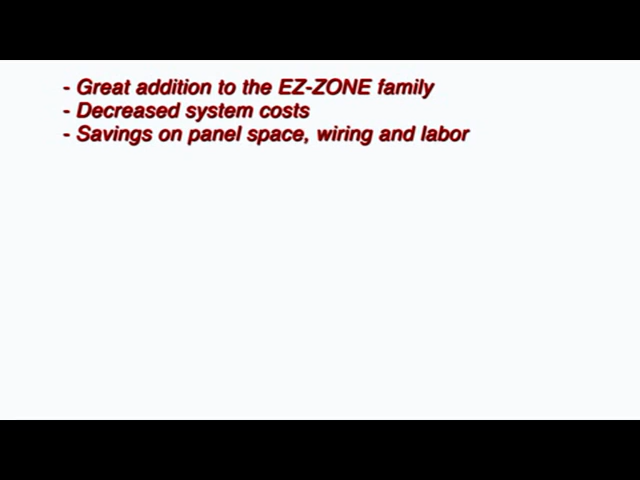 - Great addition to the EZ-ZONE family
- Decreased system costs
- Savings on panel space, wiring and labor